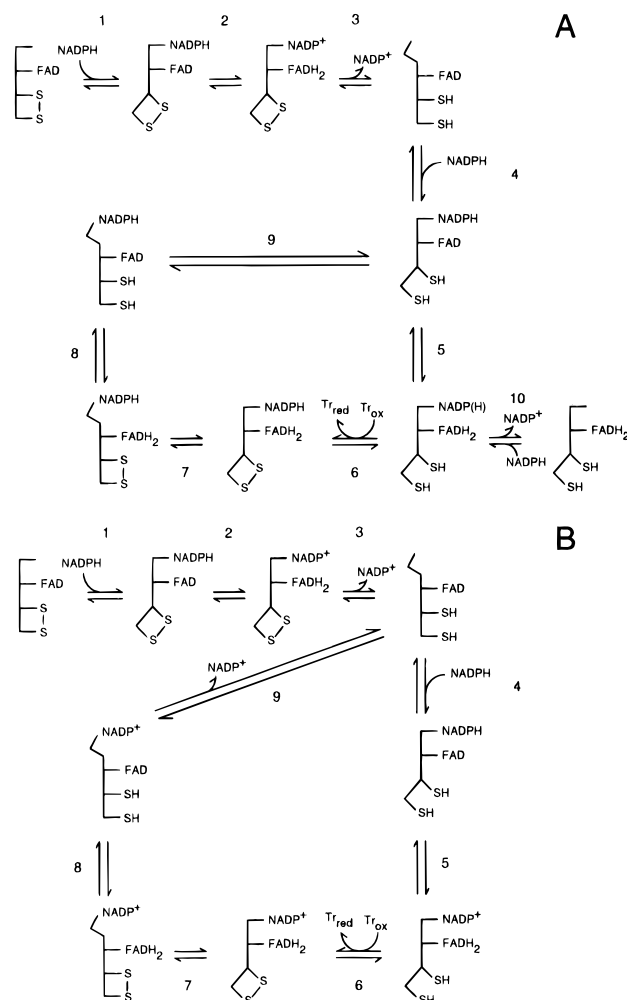 A
1 2 3
NADPH NADPH NADP+ NADP+
FAD FAD FADH2 FAD
S S S S S S SH SH
NADPH 4
NADPH 9 NADPH
FAD FAD
SH SH
SH SH
8 5
NADPH NADPH Trred Trox NADP(H) 10 NADP+
FADH2 FADH2 FADH2 NADPH FADH2
S S S S SH SH SH SH
7 6
B
1 2 3
NADPH NADPH NADP+ NADP+
FAD FAD FADH2 FAD
S S S S S S SH SH
NADP+ 9
NADPH 4
NADP+ NADPH
FAD FAD
SH SH
SH SH
8 5
NADP+ NADP+ Trred Trox NADP+
FADH2 FADH2 FADH2
S S S S SH SH
7 6